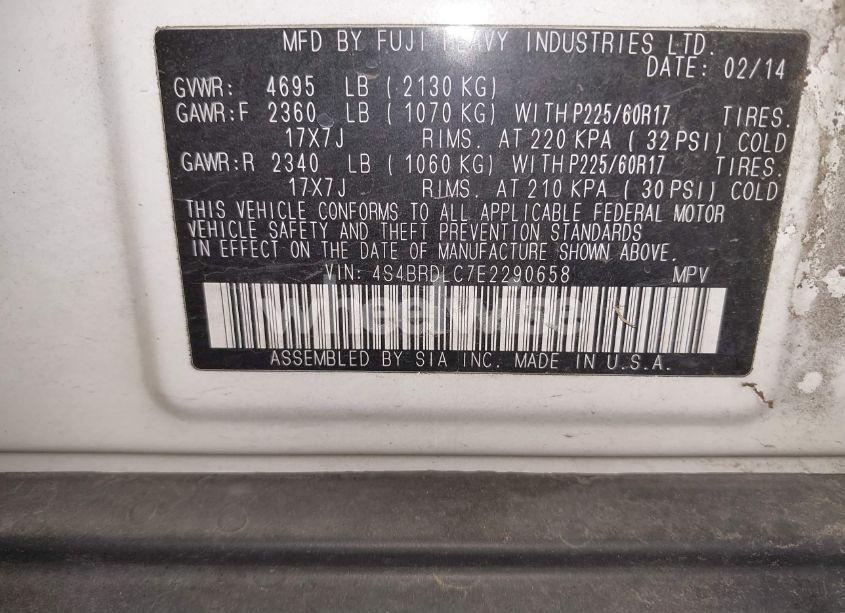 MFD BY FUJI HEAVY INDUSTRIES LTD.
DATE: 02/14
GVWR: 4695 LB (2130 KG)
GAWR:F 2360 LB (1070 KG) WITH P225/60R17 TIRES.
17X7J RIMS. AT 220 KPA (32 PSI) COLD
GAWR:R 2340 LB (1060 KG) WITH P225/60R17 TIRES.
17X7J RIMS. AT 210 KPA (30 PSI) COLD
THIS VEHICLE CONFORMS TO ALL APPLICABLE FEDERAL MOTOR
VEHICLE SAFETY AND THEFT PREVENTION STANDARDS
IN EFFECT ON THE DATE OF MANUFACTURE SHOWN ABOVE.
VIN: 4S4BRDLC7E2290658 MPV
ASSEMBLED BY SIA INC. MADE IN U.S.A.